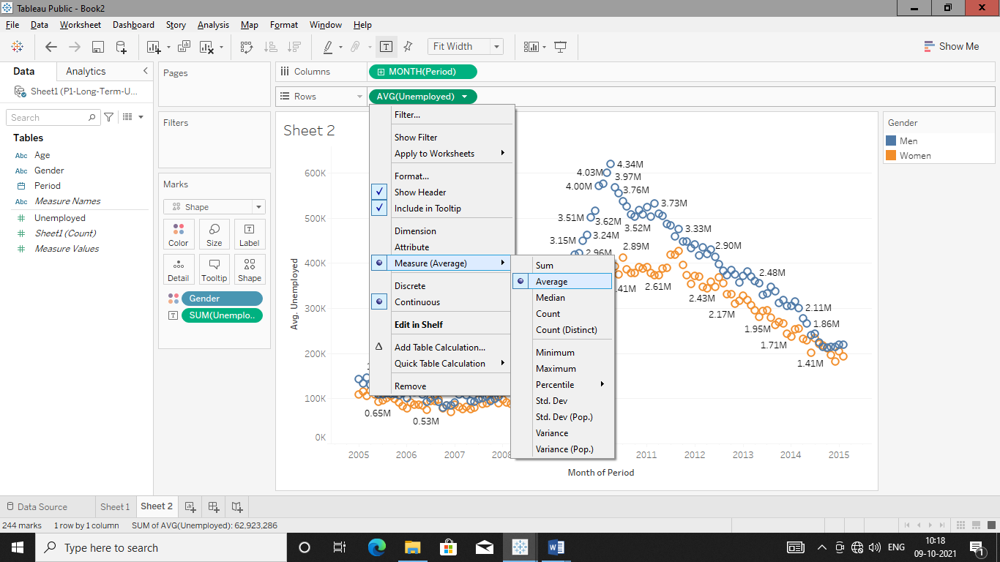 Tableau Public - Book2
File Data Worksheet Dashboard Story Analysis Map Format Window Help
Fit Width
Show Me
Data Analytics
Sheet1 (P1-Long-Term-U...
Search
Tables
Abc Age
Abc Gender
Period
Abc Measure Names
Unemployed
Sheet1 (Count)
Measure Values
Pages
Filters
Marks
Shape
Color Size Label
Detail Tooltip Shape
Gender
SUM(Unemplo..
Columns MONTH(Period)
Rows AVG(Unemployed)
Sheet 2
Filter...
Show Filter
Apply to Worksheets
Format...
Show Header
Include in Tooltip
Dimension
Attribute
Measure (Average)
Discrete
Continuous
Edit in Shelf
Add Table Calculation...
Quick Table Calculation
Remove
Sum
Average
Median
Count
Count (Distinct)
Minimum
Maximum
Percentile
Std. Dev
Std. Dev (Pop.)
Variance
Variance (Pop.)
Avg. Unemployed
600K
500K
400K
300K
200K
100K
0K
4.34M
4.03M
3.97M
4.00M
3.76M
3.73M
3.51M
3.62M
3.52M
3.33M
3.15M
3.24M
2.96M
2.89M
2.90M
.41M
2.61M
2.48M
2.43M
2.17M
2.11M
1.95M
1.86M
1.71M
1.41M
0.65M
0.53M
2005 2006 2007 2008 2011 2012 2013 2014 2015
Month of Period
Gender
Men
Women
Data Source Sheet 1 Sheet 2
244 marks 1 row by 1 column SUM of AVG(Unemployed): 62,923,286
Type here to search
ENG
10:18
09-10-2021
1